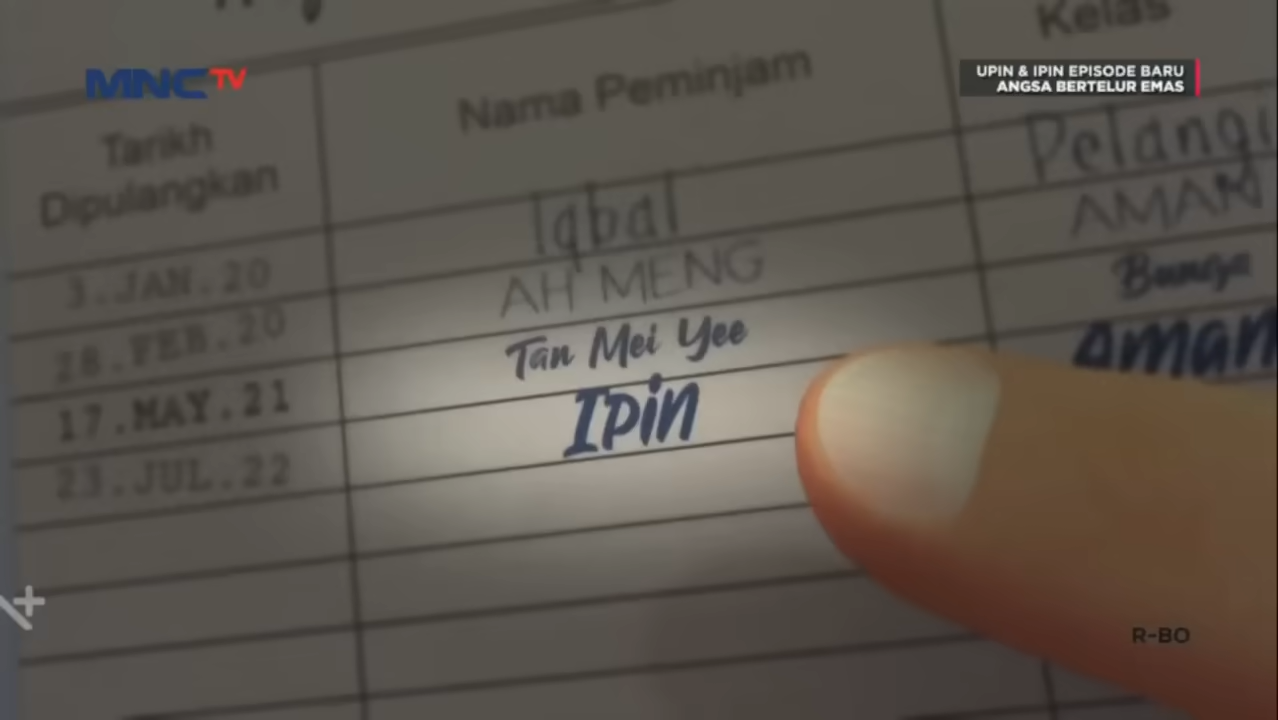 Kelas
MNCTV
UPIN & IPIN EPISODE BARU
ANGSA BERTELUR EMAS
Nama Peminjam
Tarikh
Dipulangkan
Iqbal
Pelangi
3.JAN.20
AH MENG
AMAN
28.FEB.20
Tan Mei Yee
Bunga
17.MAY.21
Ipin
Aman
23.JUL.22
R-BO